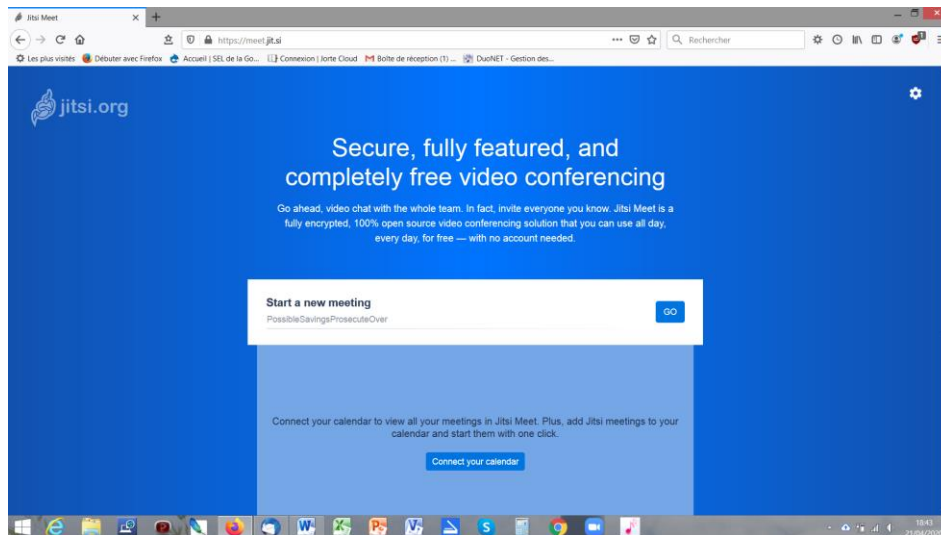 Jitsi Meet
https://meet.jit.si
Rechercher
Les plus visités Débuter avec Firefox Accueil | SEL de la Go... Connexion | Jorte Cloud Boîte de réception (1) ... DuoNET - Gestion des...
jitsi.org
Secure, fully featured, and
completely free video conferencing
Go ahead, video chat with the whole team. In fact, invite everyone you know. Jitsi Meet is a
fully encrypted, 100% open source video conferencing solution that you can use all day,
every day, for free — with no account needed.
Start a new meeting
PossibleSavingsProsecuteOver
GO
Connect your calendar to view all your meetings in Jitsi Meet. Plus, add Jitsi meetings to your
calendar and start them with one click.
Connect your calendar
18:43
21/04/2020